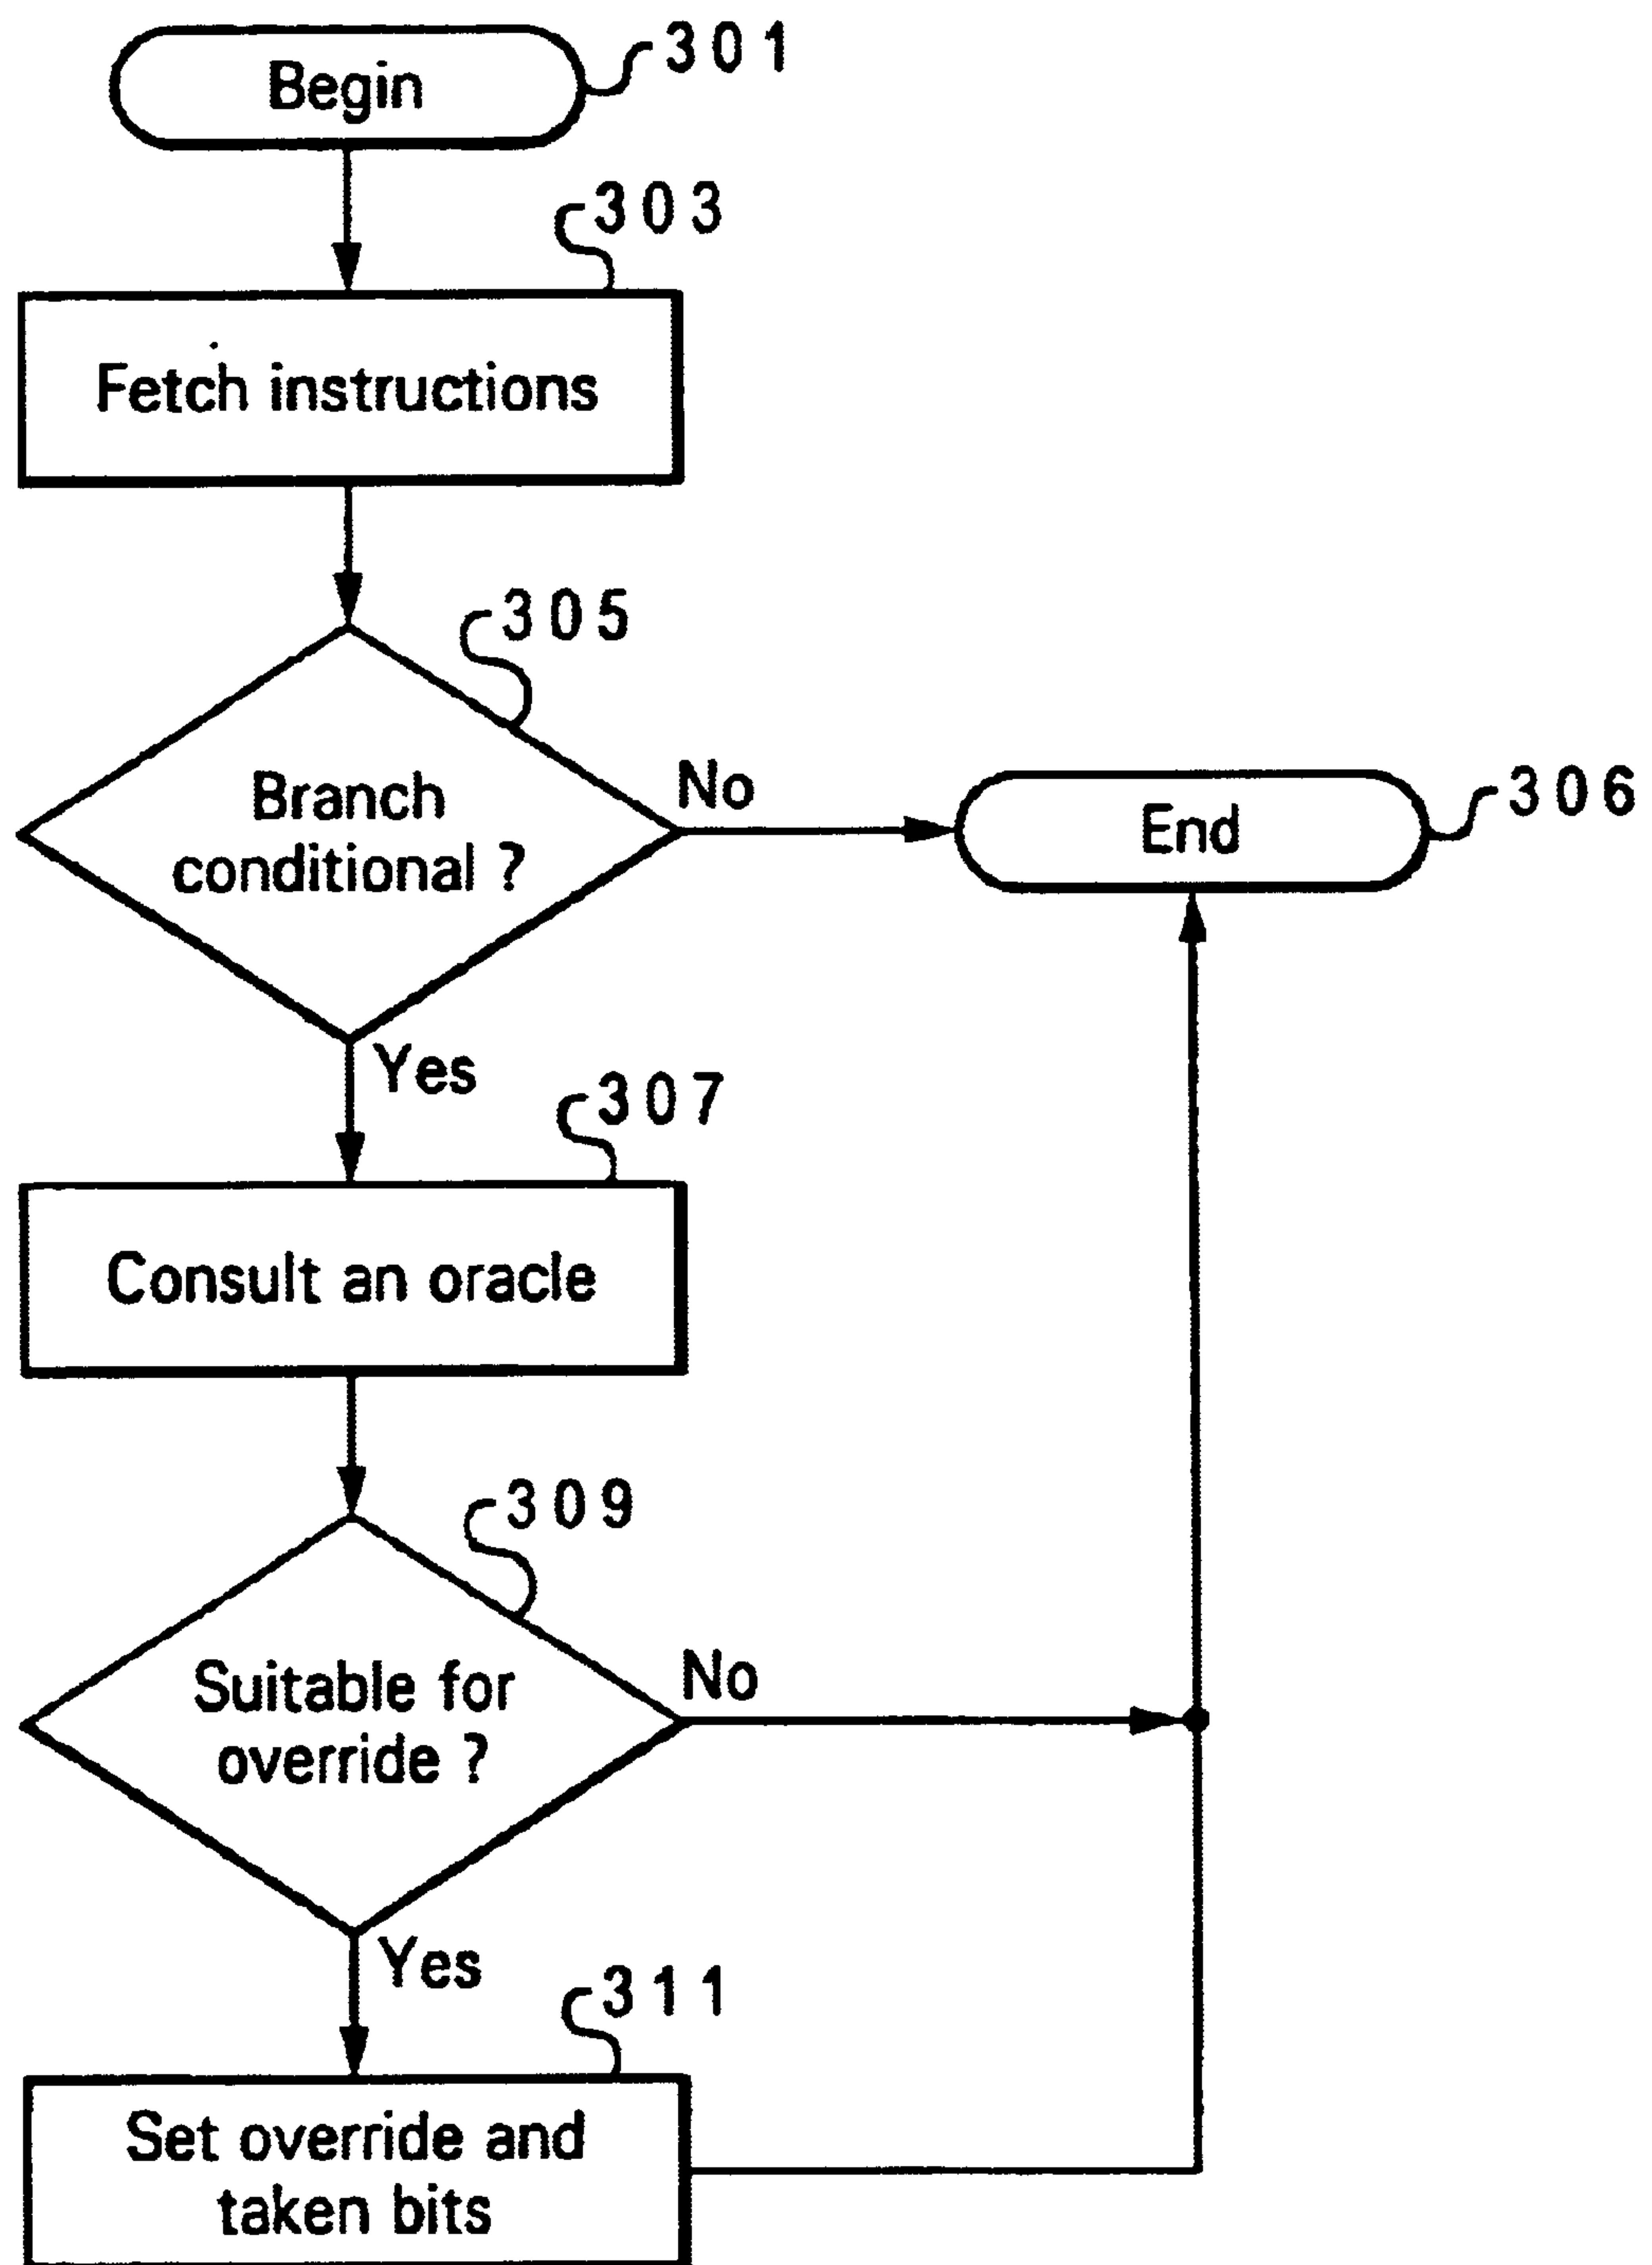 Begin
301
303
Fetch instructions
305
Branch
conditional ?
No
End
306
Yes
307
Consult an oracle
309
Suitable for
override ?
No
Yes
311
Set override and
taken bits